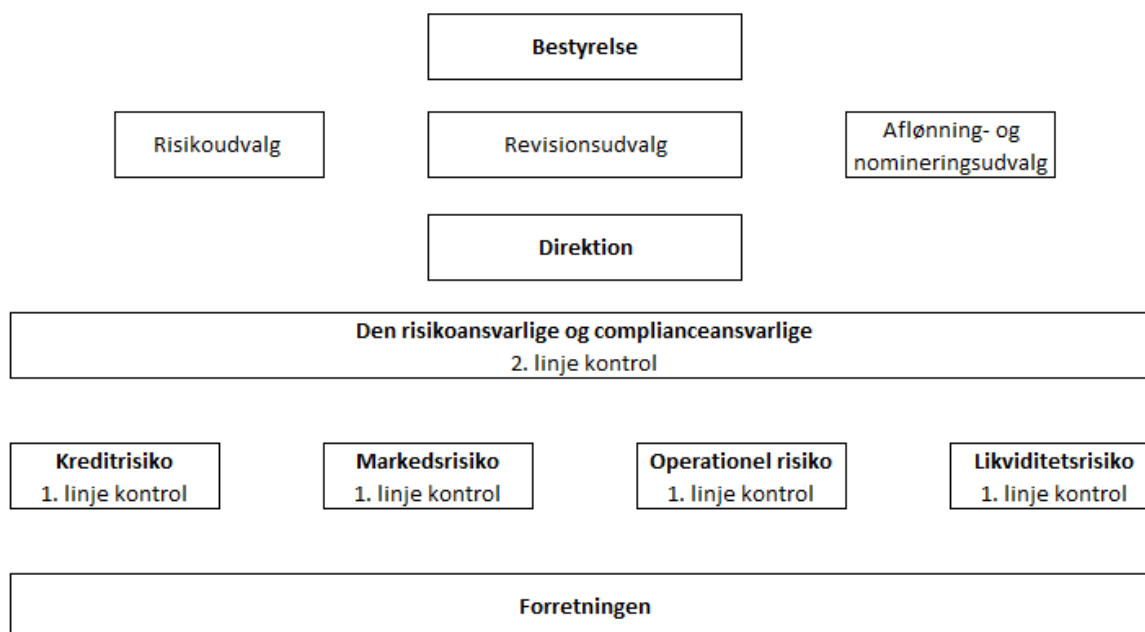 Bestyrelse
Risikoudvalg
Revisionsudvalg
Aflønning- og
nomineringsudvalg
Direktion
Den risikoansvarlige og complianceansvarlige
2. linje kontrol
Kreditrisiko
1. linje kontrol
Markedsrisiko
1. linje kontrol
Operationel risiko
1. linje kontrol
Likviditetsrisiko
1. linje kontrol
Forretningen